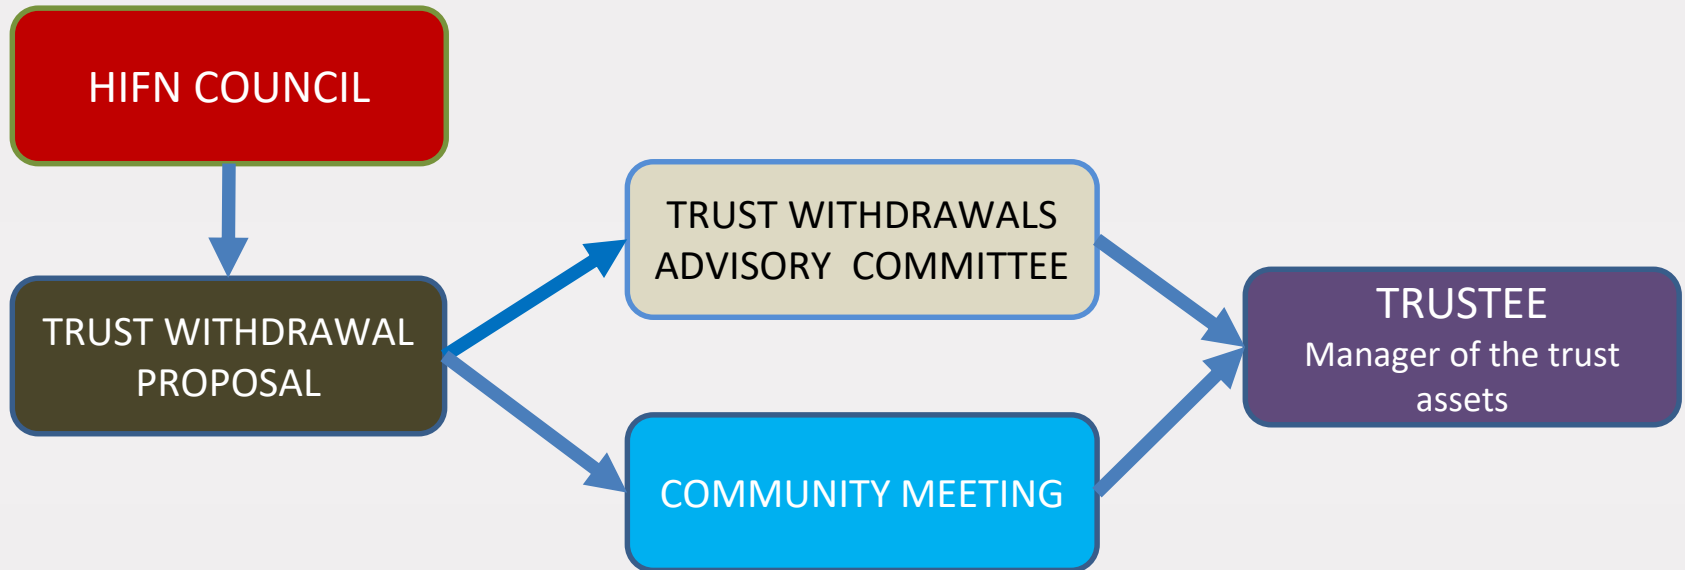 HIFN COUNCIL
TRUST WITHDRAWAL
PROPOSAL
TRUST WITHDRAWALS
ADVISORY  COMMITTEE
COMMUNITY MEETING
TRUSTEE
Manager of the trust
assets